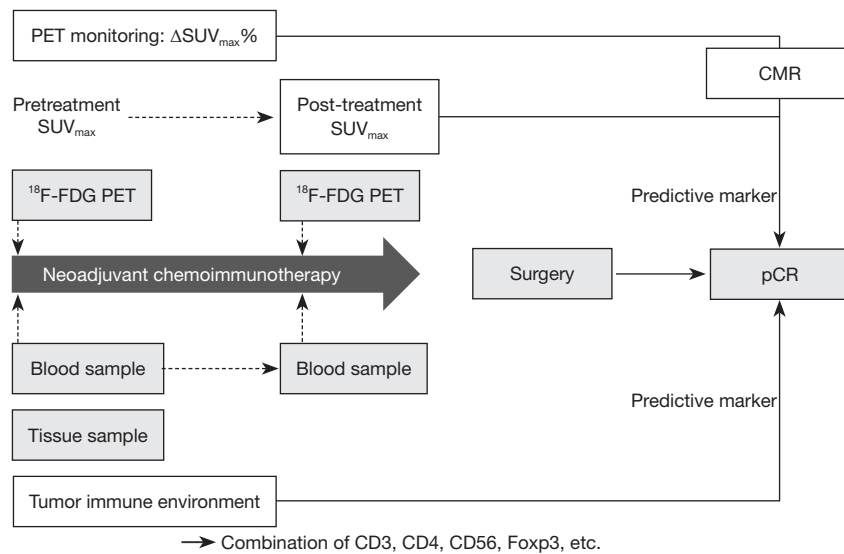 PET monitoring: ΔSUVmax%
CMR
Pretreatment
SUVmax
Post-treatment
SUVmax
18F-FDG PET
18F-FDG PET
Predictive marker
Neoadjuvant chemoimmunotherapy
Surgery
pCR
Blood sample
Blood sample
Predictive marker
Tissue sample
Tumor immune environment
Combination of CD3, CD4, CD56, Foxp3, etc.